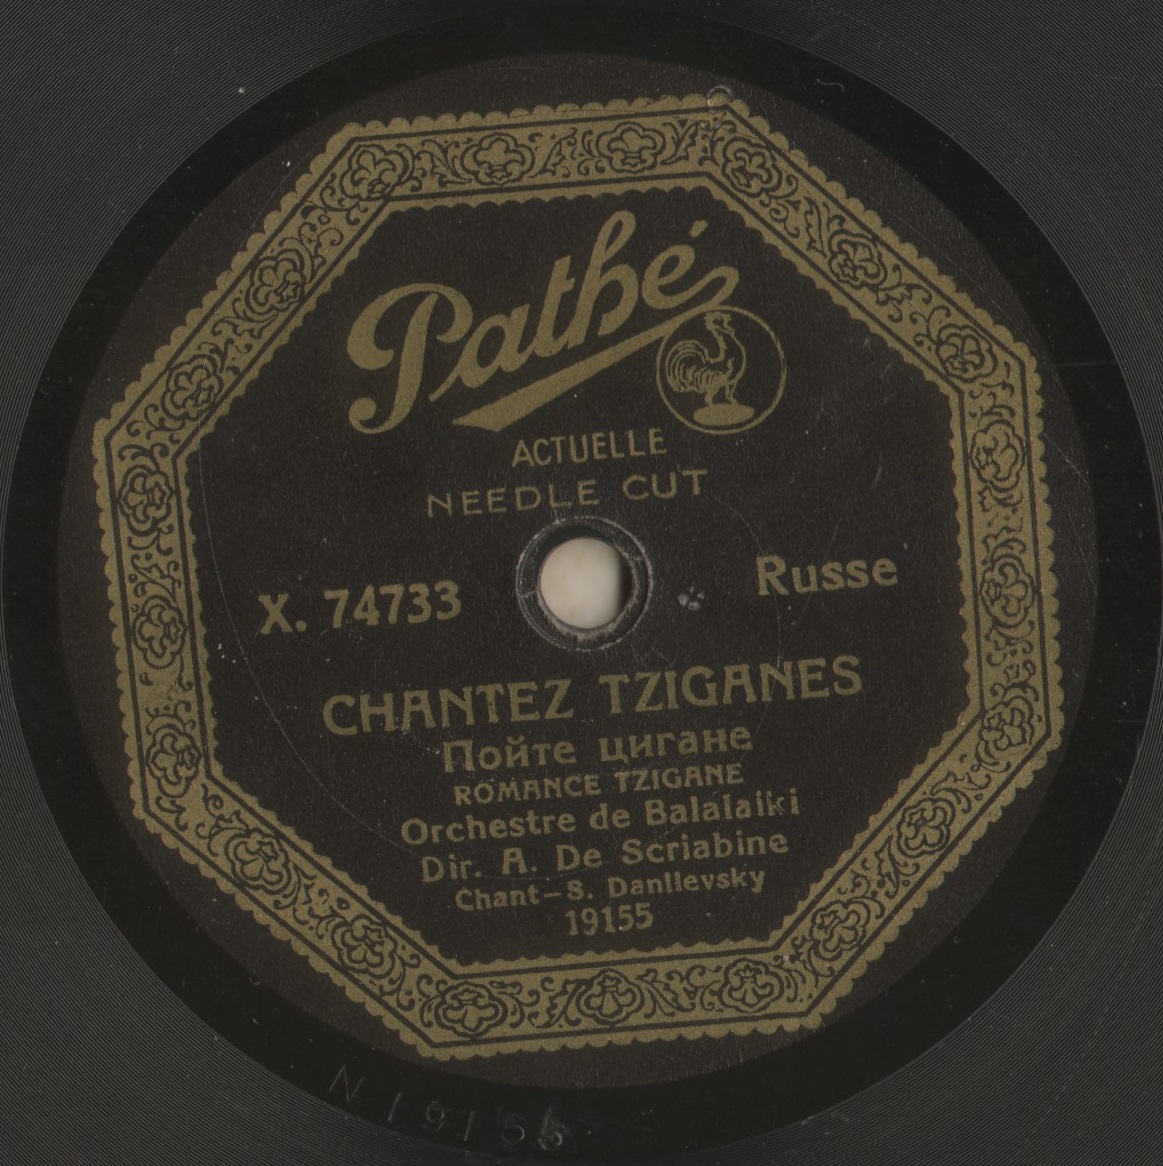 Pathé
ACTUELLE
NEEDLE CUT
X. 74733
Russe
CHANTEZ TZIGANES
Пойте цигане
ROMANCE TZIGANE
Orchestre de Balalaiki
Dir. A. De Scriabine
Chant-S. Danilevsky
19155
N 19155